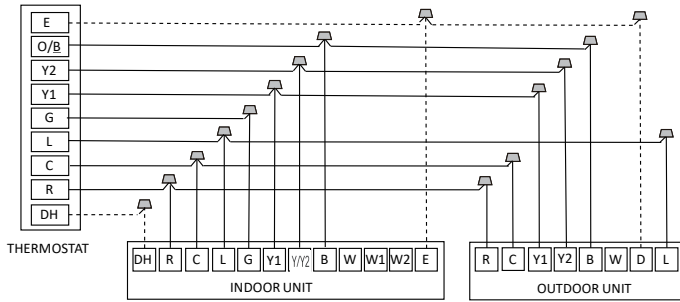 E
O/B
Y2
Y1
G
L
C
R
DH
THERMOSTAT
DH R C L G Y1 Y/Y2 B W W1 W2 E
R C Y1 Y2 B W D L
INDOOR UNIT
OUTDOOR UNIT